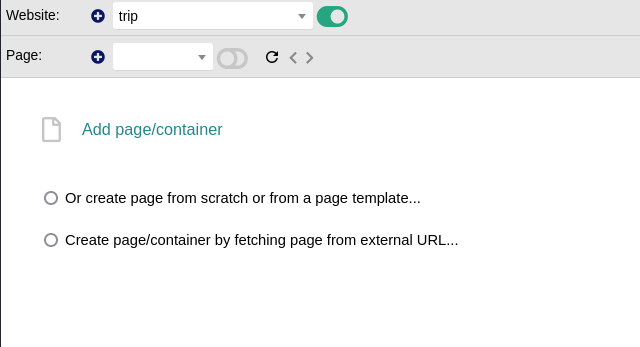 Website: trip
Page:
Add page/container
Or create page from scratch or from a page template...
Create page/container by fetching page from external URL...